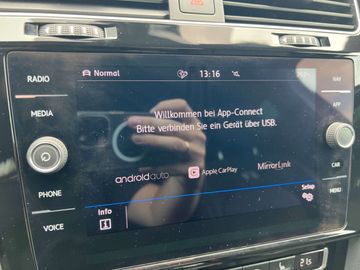 RADIO
Normal
13:16
NAV
MEDIA
APP
Willkommen bei App-Connect
Bitte verbinden Sie ein Gerät über USB.
androidauto
Apple CarPlay
MirrorLink
PHONE
CAR
Setup
MENU
Info
VOICE